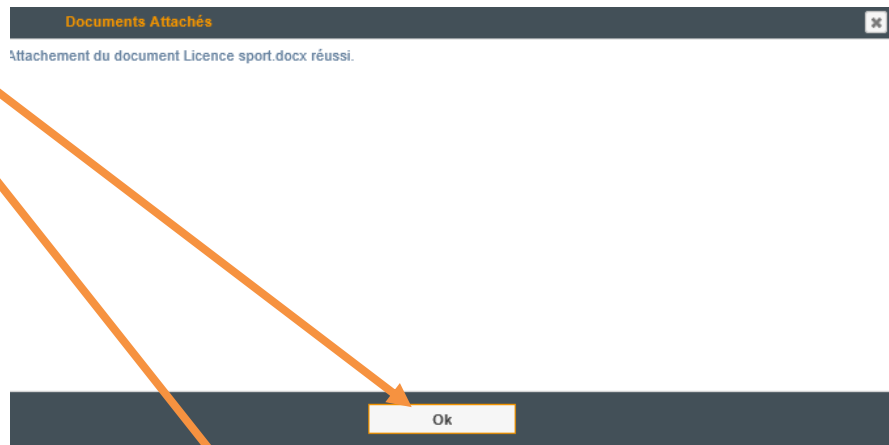 Documents Attachés
Attachement du document Licence sport.docx réussi.
Ok